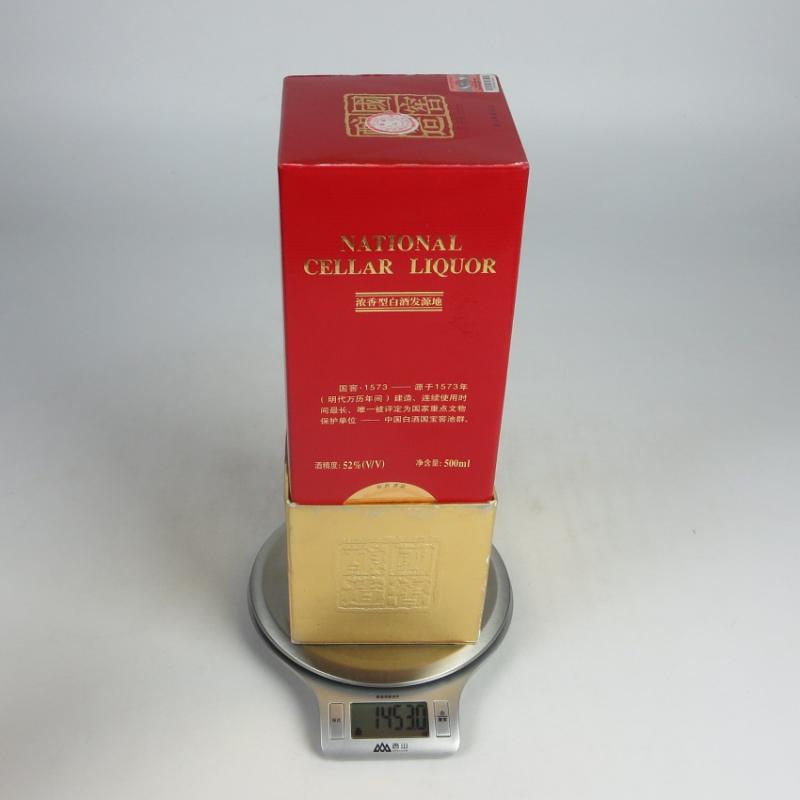 NATIONAL
CELLAR LIQUOR
浓香型白酒发源地
国窖·1573 —— 源于1573年
(明代万历年间)建造、连续使用时
间最长、唯一被评定为国家重点文物
保护单位 —— 中国白酒国宝窖池群。
酒精度: 52%(V/V) 净含量: 500ml
1453.0
香山